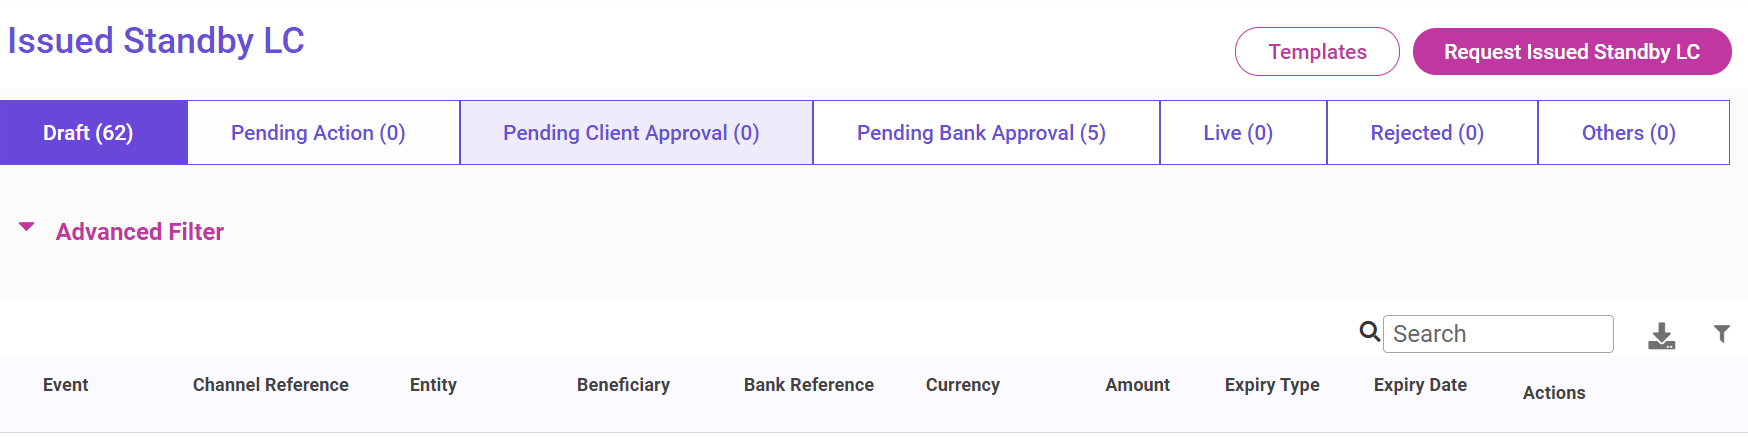 Issued Standby LC
Templates
Request Issued Standby LC
Draft (62)
Pending Action (0)
Pending Client Approval (0)
Pending Bank Approval (5)
Live (0)
Rejected (0)
Others (0)
Advanced Filter
Search
Event
Channel Reference
Entity
Beneficiary
Bank Reference
Currency
Amount
Expiry Type
Expiry Date
Actions